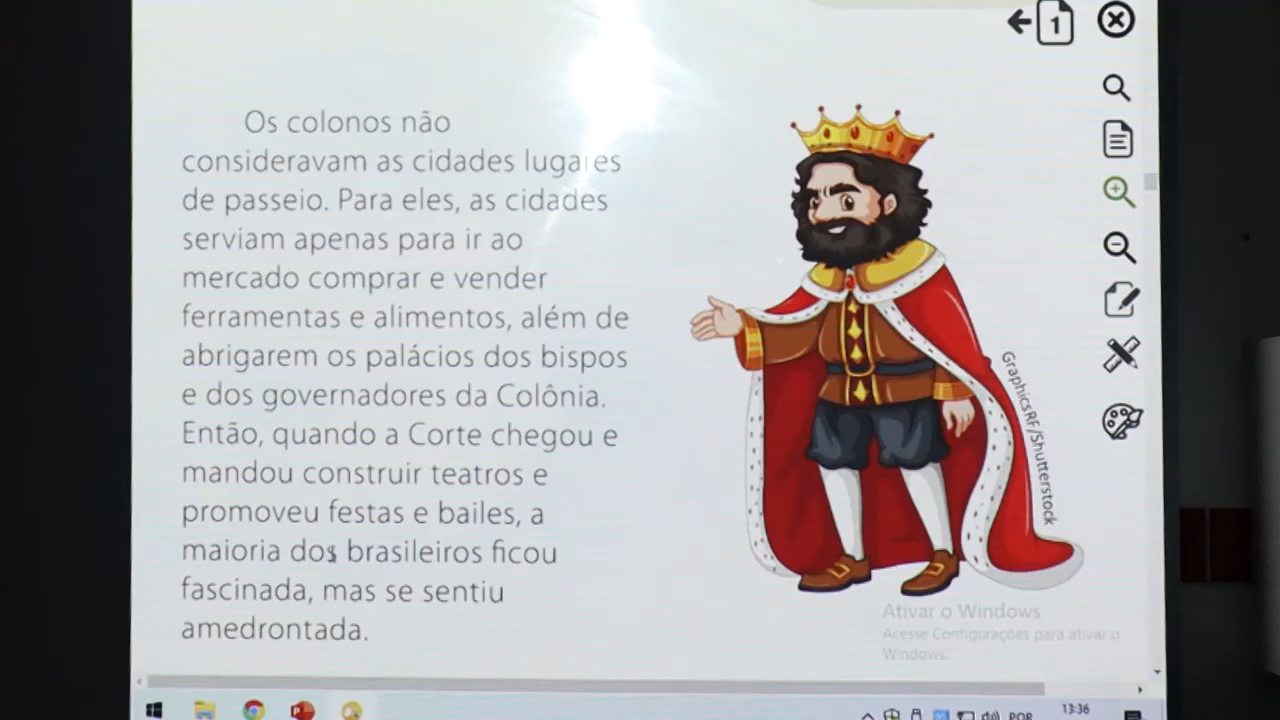 1
Os colonos não
consideravam as cidades lugares
de passeio. Para eles, as cidades
serviam apenas para ir ao
mercado comprar e vender
ferramentas e alimentos, além de
abrigarem os palácios dos bispos
e dos governadores da Colônia.
Então, quando a Corte chegou e
mandou construir teatros e
promoveu festas e bailes, a
maioria dos brasileiros ficou
fascinada, mas se sentiu
amedrontada.
GraphicsRF/Shutterstock
Ativar o Windows
Acesse Configurações para ativar o
Windows.
POR
13:36